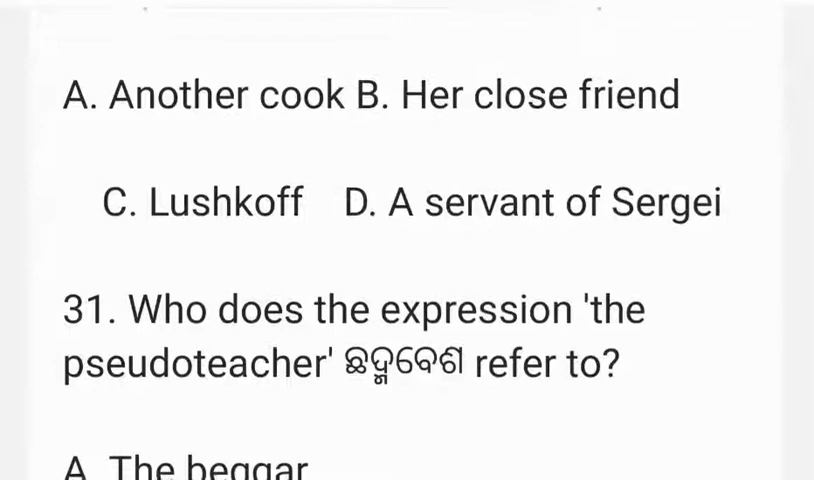 A. Another cook B. Her close friend
C. Lushkoff D. A servant of Sergei
31. Who does the expression 'the
pseudoteacher' ଛଦ୍ମବେଶୀ refer to?
A. The beggar